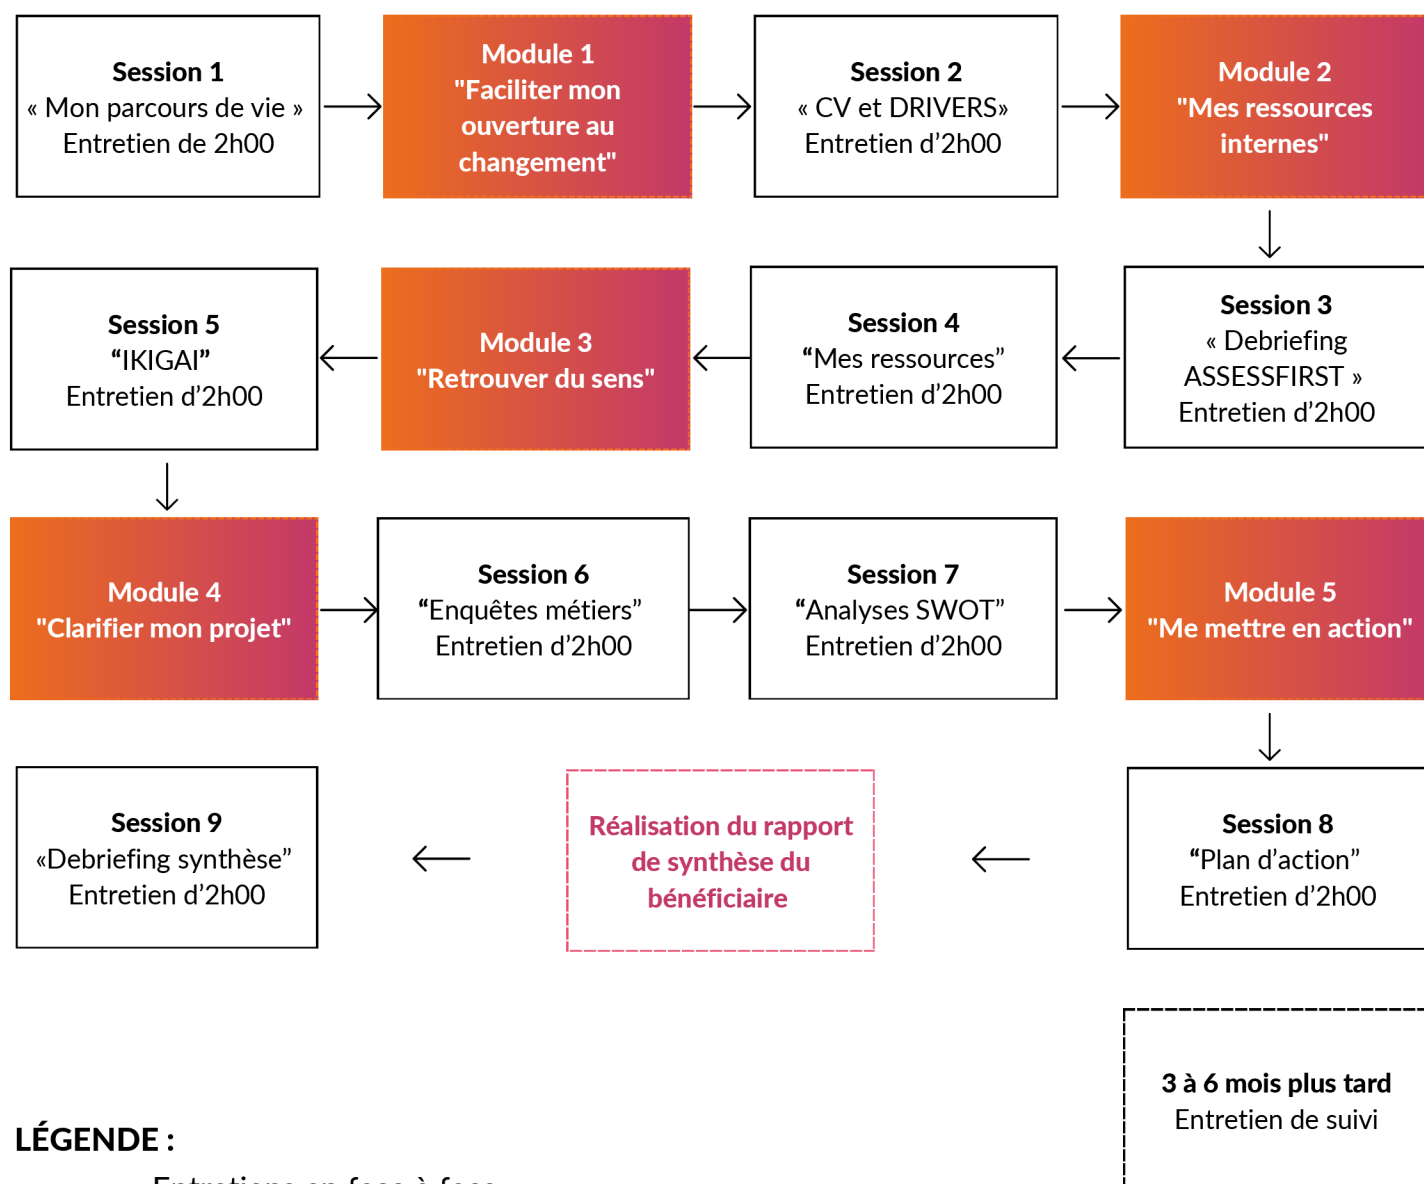 Session 1
« Mon parcours de vie »
Entretien de 2h00
Module 1
"Faciliter mon
ouverture au
changement"
Session 2
« CV et DRIVERS»
Entretien d’2h00
Module 2
"Mes ressources
internes"
Session 5
“IKIGAI”
Entretien d’2h00
Module 3
"Retrouver du sens"
Session 4
“Mes ressources”
Entretien d’2h00
Session 3
« Debriefing
ASSESSFIRST »
Entretien d’2h00
Module 4
"Clarifier mon projet"
Session 6
“Enquêtes métiers”
Entretien d’2h00
Session 7
“Analyses SWOT”
Entretien d’2h00
Module 5
"Me mettre en action"
Session 9
«Debriefing synthèse”
Entretien d’2h00
Réalisation du rapport
de synthèse du
bénéficiaire
Session 8
“Plan d’action”
Entretien d’2h00
3 à 6 mois plus tard
Entretien de suivi
LÉGENDE :
Entretiens en face à face